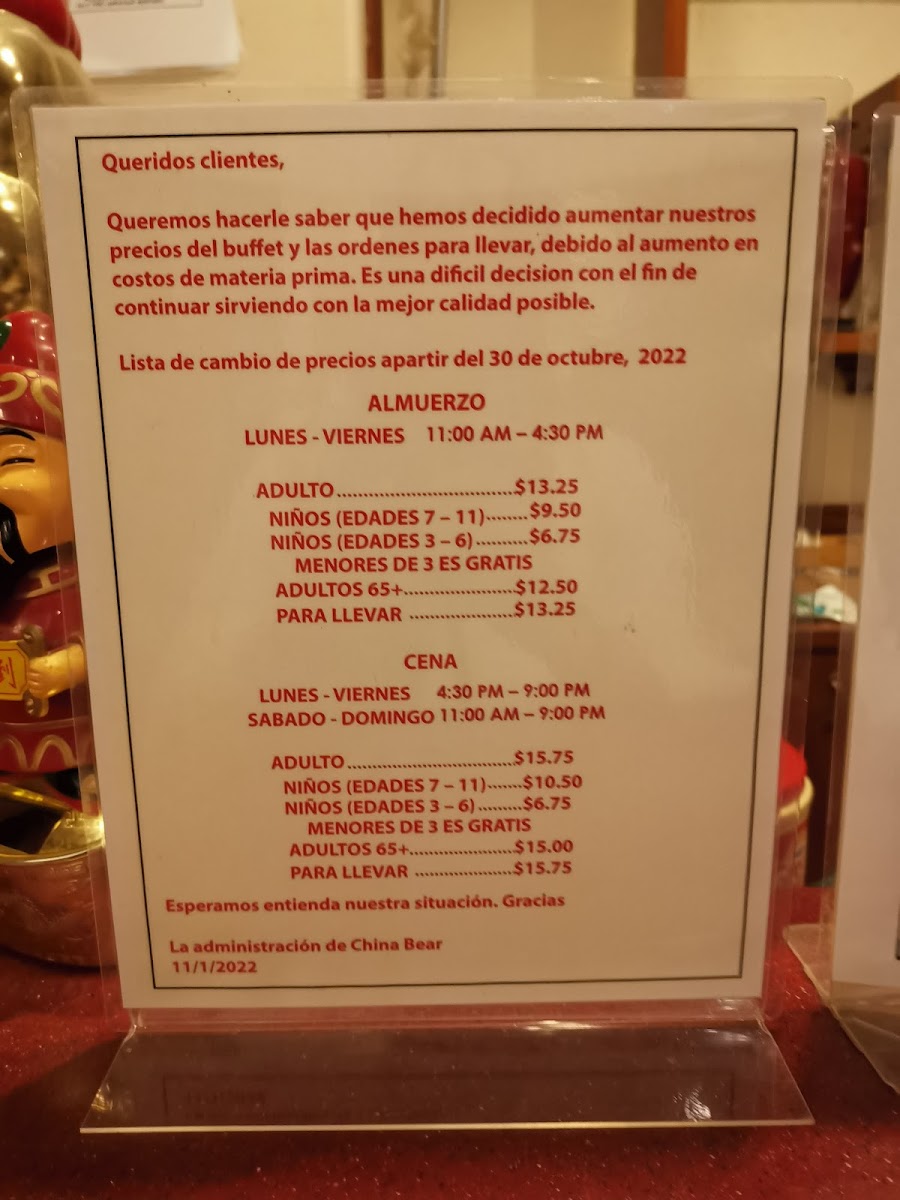 Queridos clientes,
Queremos hacerle saber que hemos decidido aumentar nuestros
precios del buffet y las ordenes para llevar, debido al aumento en
costos de materia prima. Es una dificil decision con el fin de
continuar sirviendo con la mejor calidad posible.
Lista de cambio de precios apartir del 30 de octubre, 2022
ALMUERZO
LUNES - VIERNES 11:00 AM – 4:30 PM
ADULTO..................................$13.25
NIÑOS (EDADES 7 – 11)........$9.50
NIÑOS (EDADES 3 – 6)..........$6.75
MENORES DE 3 ES GRATIS
ADULTOS 65+.....................$12.50
PARA LLEVAR ....................$13.25
CENA
LUNES - VIERNES 4:30 PM – 9:00 PM
SABADO - DOMINGO 11:00 AM – 9:00 PM
ADULTO................................$15.75
NIÑOS (EDADES 7 – 11).......$10.50
NIÑOS (EDADES 3 – 6).........$6.75
MENORES DE 3 ES GRATIS
ADULTOS 65+....................$15.00
PARA LLEVAR ...................$15.75
Esperamos entienda nuestra situación. Gracias
La administración de China Bear
11/1/2022